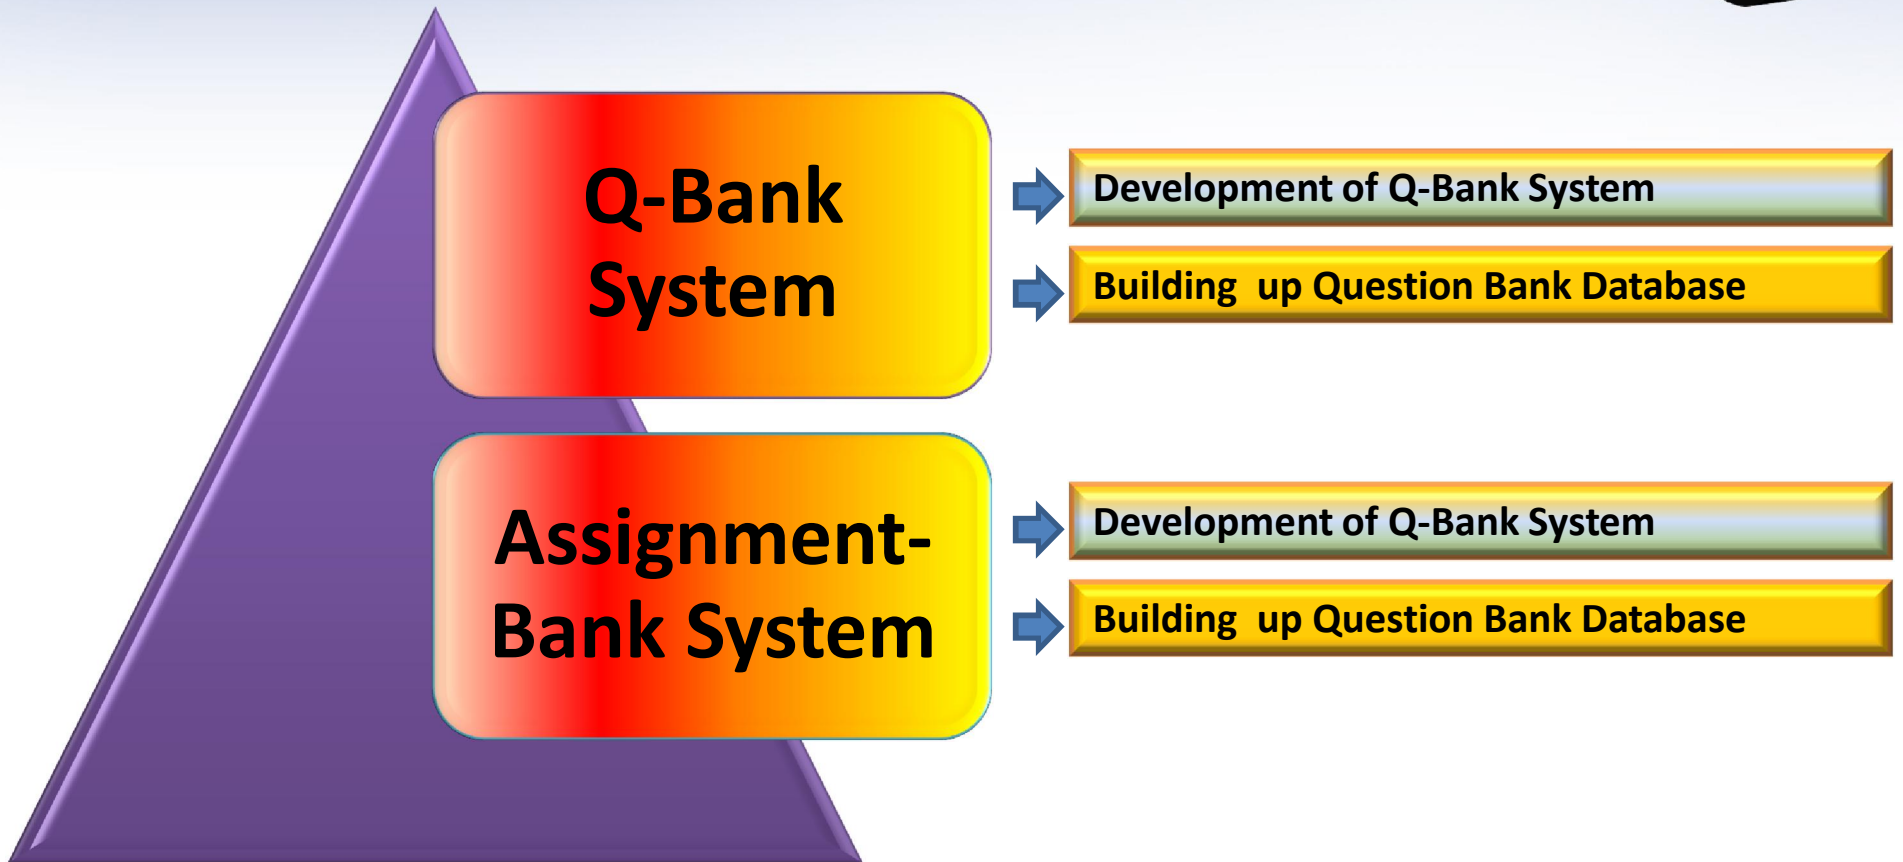 Q-Bank
System
Development of Q-Bank System
Building  up Question Bank Database
Assignment-
Bank System
Development of Q-Bank System
Building  up Question Bank Database